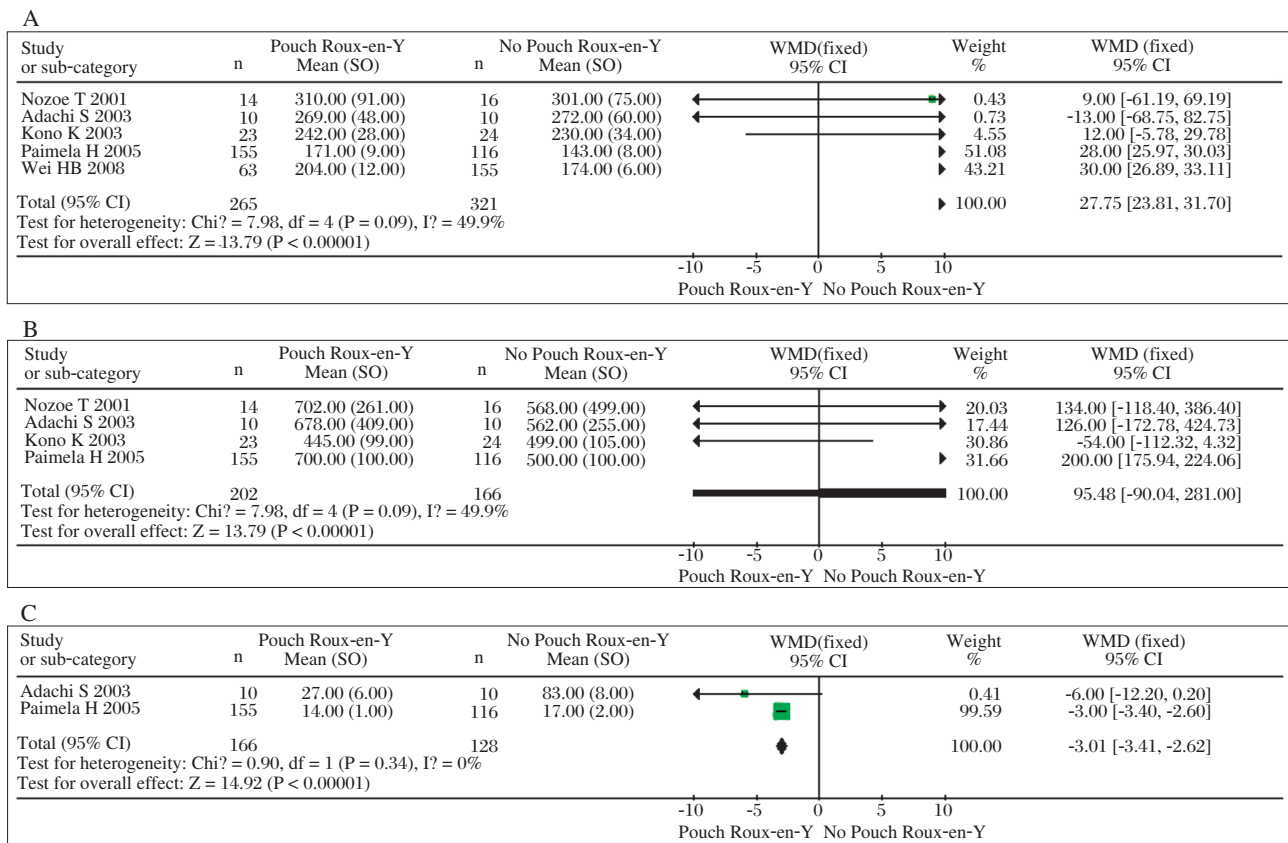 A
Study Pouch Roux-en-Y No Pouch Roux-en-Y WMD(fixed) Weight WMD (fixed)
or sub-category n Mean (SO) n Mean (SO) 95% CI % 95% CI
Nozoe T 2001 14 310.00 (91.00) 16 301.00 (75.00) 0.43 9.00 [-61.19, 69.19]
Adachi S 2003 10 269.00 (48.00) 10 272.00 (60.00) 0.73 -13.00 [-68.75, 82.75]
Kono K 2003 23 242.00 (28.00) 24 230.00 (34.00) 4.55 12.00 [-5.78, 29.78]
Paimela H 2005 155 171.00 (9.00) 116 143.00 (8.00) 51.08 28.00 [25.97, 30.03]
Wei HB 2008 63 204.00 (12.00) 155 174.00 (6.00) 43.21 30.00 [26.89, 33.11]
Total (95% CI) 265 321 100.00 27.75 [23.81, 31.70]
Test for heterogeneity: Chi? = 7.98, df = 4 (P = 0.09), I? = 49.9%
Test for overall effect: Z = 13.79 (P < 0.00001)
-10 -5 0 5 10
Pouch Roux-en-Y No Pouch Roux-en-Y
B
Study Pouch Roux-en-Y No Pouch Roux-en-Y WMD(fixed) Weight WMD (fixed)
or sub-category n Mean (SO) n Mean (SO) 95% CI % 95% CI
Nozoe T 2001 14 702.00 (261.00) 16 568.00 (499.00) 20.03 134.00 [-118.40, 386.40]
Adachi S 2003 10 678.00 (409.00) 10 562.00 (255.00) 17.44 126.00 [-172.78, 424.73]
Kono K 2003 23 445.00 (99.00) 24 499.00 (105.00) 30.86 -54.00 [-112.32, 4.32]
Paimela H 2005 155 700.00 (100.00) 116 500.00 (100.00) 31.66 200.00 [175.94, 224.06]
Total (95% CI) 202 166 100.00 95.48 [-90.04, 281.00]
Test for heterogeneity: Chi? = 7.98, df = 4 (P = 0.09), I? = 49.9%
Test for overall effect: Z = 13.79 (P < 0.00001)
-10 -5 0 5 10
Pouch Roux-en-Y No Pouch Roux-en-Y
C
Study Pouch Roux-en-Y No Pouch Roux-en-Y WMD(fixed) Weight WMD (fixed)
or sub-category n Mean (SO) n Mean (SO) 95% CI % 95% CI
Adachi S 2003 10 27.00 (6.00) 10 83.00 (8.00) 0.41 -6.00 [-12.20, 0.20]
Paimela H 2005 155 14.00 (1.00) 116 17.00 (2.00) 99.59 -3.00 [-3.40, -2.60]
Total (95% CI) 166 128 100.00 -3.01 [-3.41, -2.62]
Test for heterogeneity: Chi? = 0.90, df = 1 (P = 0.34), I? = 0%
Test for overall effect: Z = 14.92 (P < 0.00001)
-10 -5 0 5 10
Pouch Roux-en-Y No Pouch Roux-en-Y